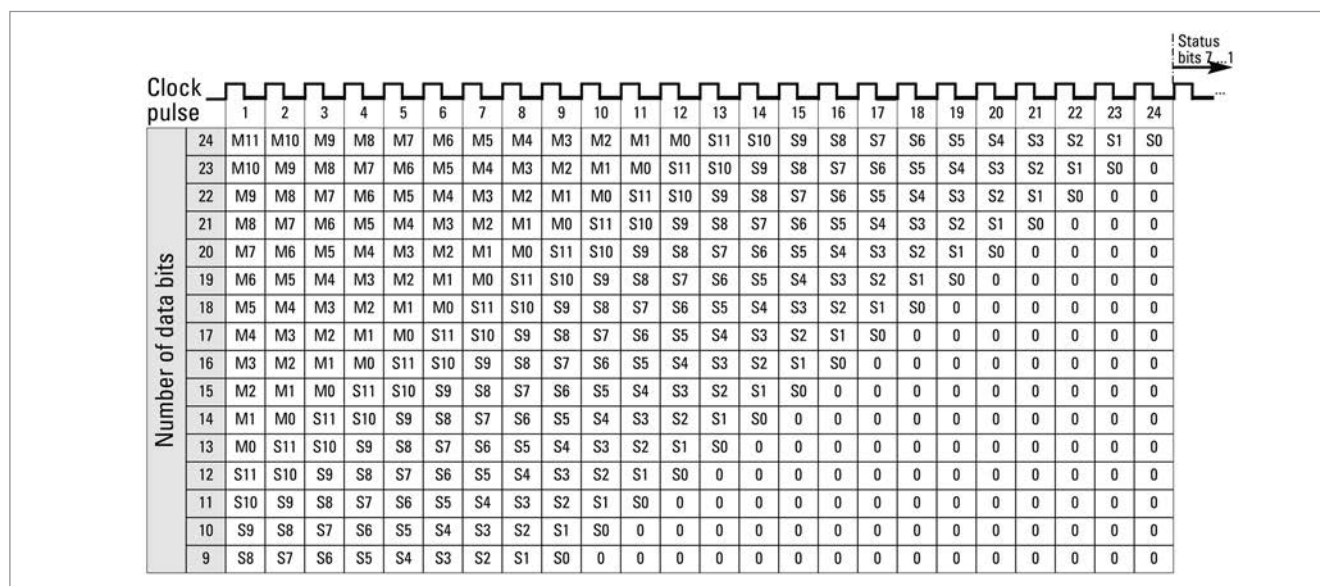 Status
bits 7...1
Clock
pulse 1 2 3 4 5 6 7 8 9 10 11 12 13 14 15 16 17 18 19 20 21 22 23 24
...
Number of data bits
24 M11 M10 M9 M8 M7 M6 M5 M4 M3 M2 M1 M0 S11 S10 S9 S8 S7 S6 S5 S4 S3 S2 S1 S0
23 M10 M9 M8 M7 M6 M5 M4 M3 M2 M1 M0 S11 S10 S9 S8 S7 S6 S5 S4 S3 S2 S1 S0 0
22 M9 M8 M7 M6 M5 M4 M3 M2 M1 M0 S11 S10 S9 S8 S7 S6 S5 S4 S3 S2 S1 S0 0 0
21 M8 M7 M6 M5 M4 M3 M2 M1 M0 S11 S10 S9 S8 S7 S6 S5 S4 S3 S2 S1 S0 0 0 0
20 M7 M6 M5 M4 M3 M2 M1 M0 S11 S10 S9 S8 S7 S6 S5 S4 S3 S2 S1 S0 0 0 0 0
19 M6 M5 M4 M3 M2 M1 M0 S11 S10 S9 S8 S7 S6 S5 S4 S3 S2 S1 S0 0 0 0 0 0
18 M5 M4 M3 M2 M1 M0 S11 S10 S9 S8 S7 S6 S5 S4 S3 S2 S1 S0 0 0 0 0 0 0
17 M4 M3 M2 M1 M0 S11 S10 S9 S8 S7 S6 S5 S4 S3 S2 S1 S0 0 0 0 0 0 0 0
16 M3 M2 M1 M0 S11 S10 S9 S8 S7 S6 S5 S4 S3 S2 S1 S0 0 0 0 0 0 0 0 0
15 M2 M1 M0 S11 S10 S9 S8 S7 S6 S5 S4 S3 S2 S1 S0 0 0 0 0 0 0 0 0 0
14 M1 M0 S11 S10 S9 S8 S7 S6 S5 S4 S3 S2 S1 S0 0 0 0 0 0 0 0 0 0 0
13 M0 S11 S10 S9 S8 S7 S6 S5 S4 S3 S2 S1 S0 0 0 0 0 0 0 0 0 0 0 0
12 S11 S10 S9 S8 S7 S6 S5 S4 S3 S2 S1 S0 0 0 0 0 0 0 0 0 0 0 0 0
11 S10 S9 S8 S7 S6 S5 S4 S3 S2 S1 S0 0 0 0 0 0 0 0 0 0 0 0 0 0
10 S9 S8 S7 S6 S5 S4 S3 S2 S1 S0 0 0 0 0 0 0 0 0 0 0 0 0 0 0
9 S8 S7 S6 S5 S4 S3 S2 S1 S0 0 0 0 0 0 0 0 0 0 0 0 0 0 0 0